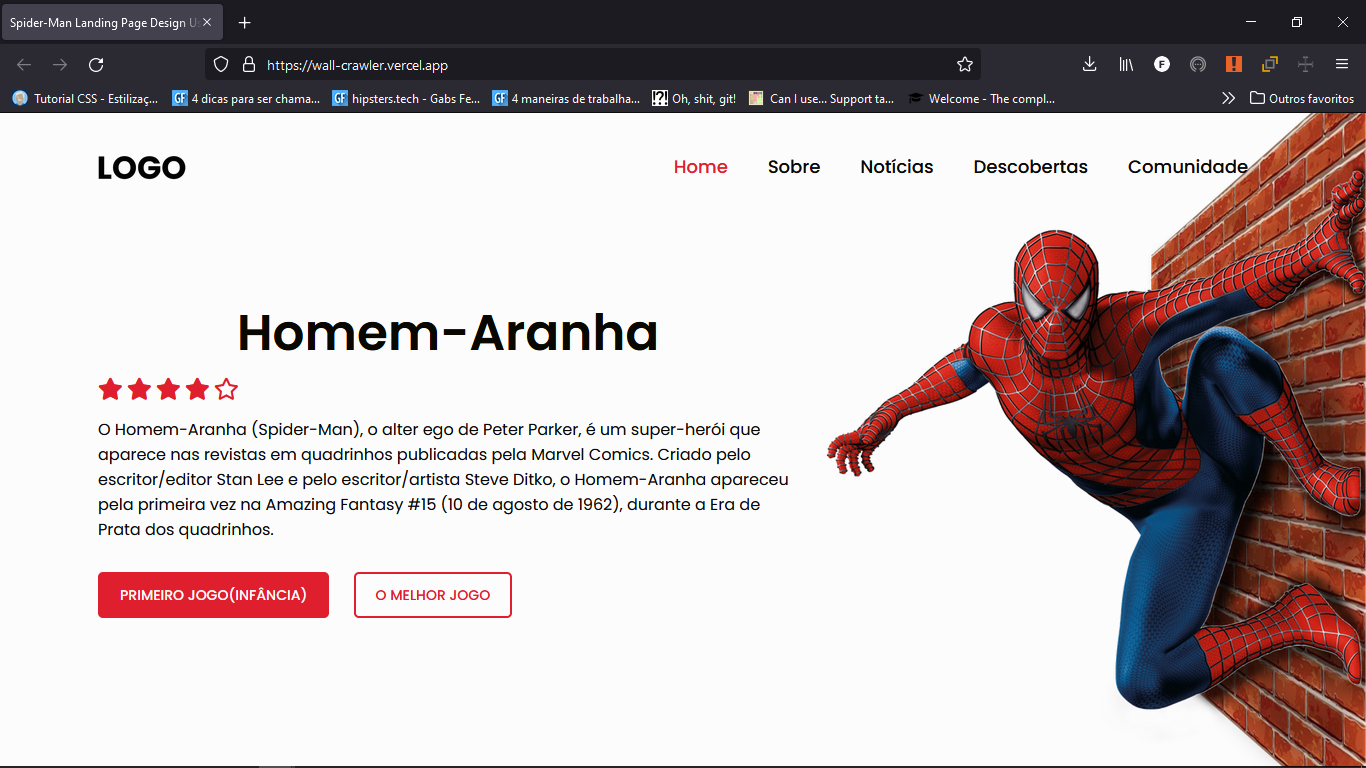 Spider-Man Landing Page Design
https://wall-crawler.vercel.app
Tutorial CSS - Estilizaç...
GF 4 dicas para ser chama...
GF hipsters.tech - Gabs Fe...
GF 4 maneiras de trabalha...
Oh, shit, git!
Can I use... Support ta...
Welcome - The compl...
Outros favoritos
LOGO
Home Sobre Notícias Descobertas Comunidade
Homem-Aranha
O Homem-Aranha (Spider-Man), o alter ego de Peter Parker, é um super-herói que
aparece nas revistas em quadrinhos publicadas pela Marvel Comics. Criado pelo
escritor/editor Stan Lee e pelo escritor/artista Steve Ditko, o Homem-Aranha apareceu
pela primeira vez na Amazing Fantasy #15 (10 de agosto de 1962), durante a Era de
Prata dos quadrinhos.
PRIMEIRO JOGO(INFÂNCIA)
O MELHOR JOGO